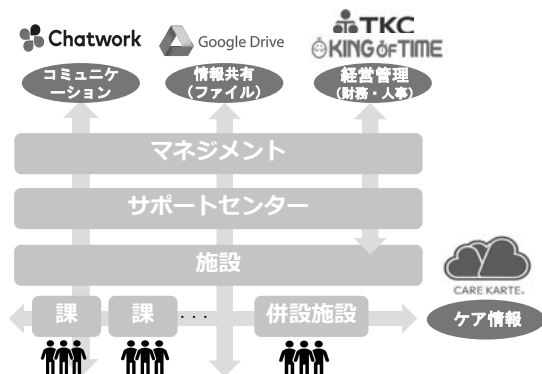 Chatwork
Google Drive
TKC
KING OF TIME
コミュニケ
ーション
情報共有
(ファイル)
経営管理
(財務・人事)
マネジメント
サポートセンター
施設
課
課
・・・
併設施設
CARE KARTE.
ケア情報